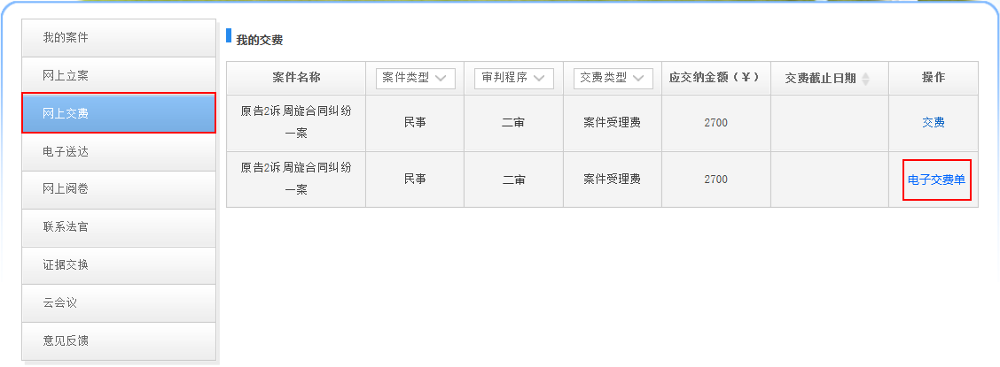 我的案件
网上立案
网上交费
电子送达
网上阅卷
联系法官
证据交换
云会议
意见反馈
我的交费
案件名称 案件类型 审判程序 交费类型 应交纳金额（￥） 交费截止日期 操作
原告2诉周旋合同纠纷
一案
民事 二审 案件受理费 2700 交费
原告2诉周旋合同纠纷
一案
民事 二审 案件受理费 2700 电子交费单